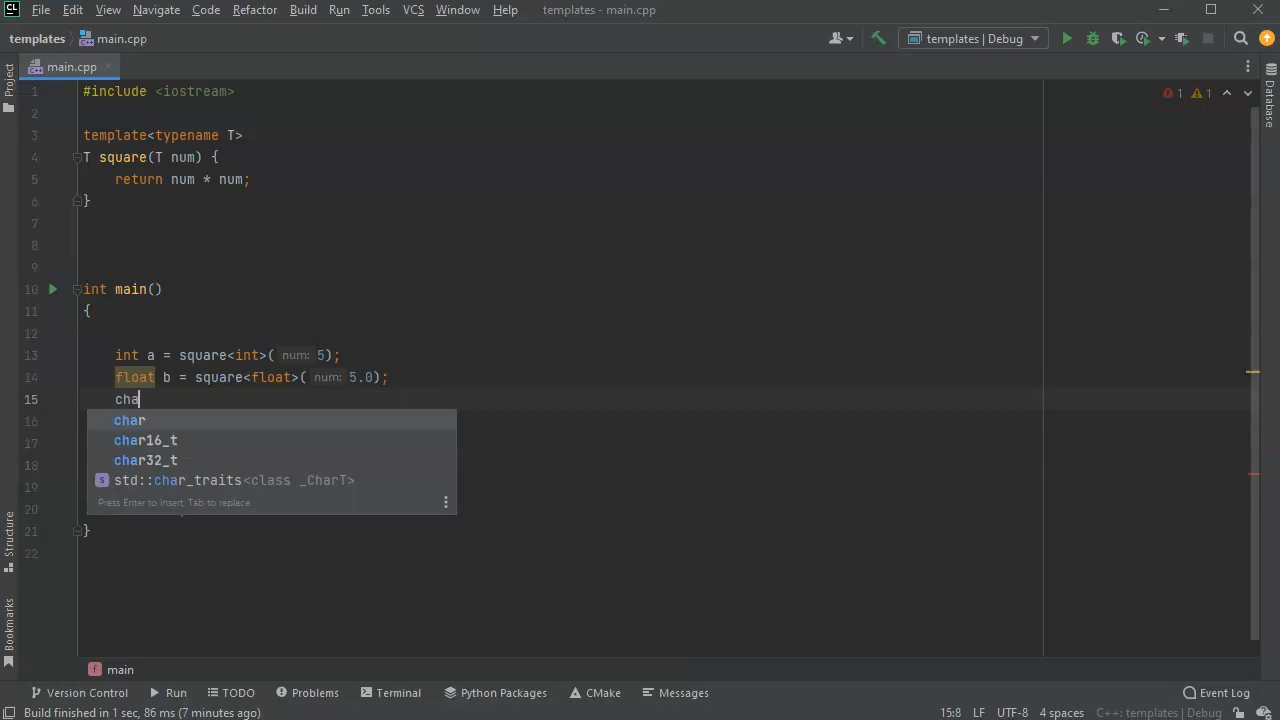 CL File Edit View Navigate Code Refactor Build Run Tools VCS Window Help templates - main.cpp
templates main.cpp templates | Debug
Project main.cpp Database
1 #include <iostream> 1 1
2
3 template<typename T>
4 T square(T num) {
5 return num * num;
6 }
7
8
9
10 int main()
11 {
12
13 int a = square<int>( num: 5);
14 float b = square<float>( num: 5.0);
15 cha
16 char
17 char16_t
18 char32_t
19 std::char_traits<class _CharT>
20 Press Enter to insert, Tab to replace
21 }
22
Structure
Bookmarks
f main
Version Control Run TODO Problems Terminal Python Packages CMake Messages Event Log
Build finished in 1 sec, 86 ms (7 minutes ago) 15:8 LF UTF-8 4 spaces C++: templates | Debug